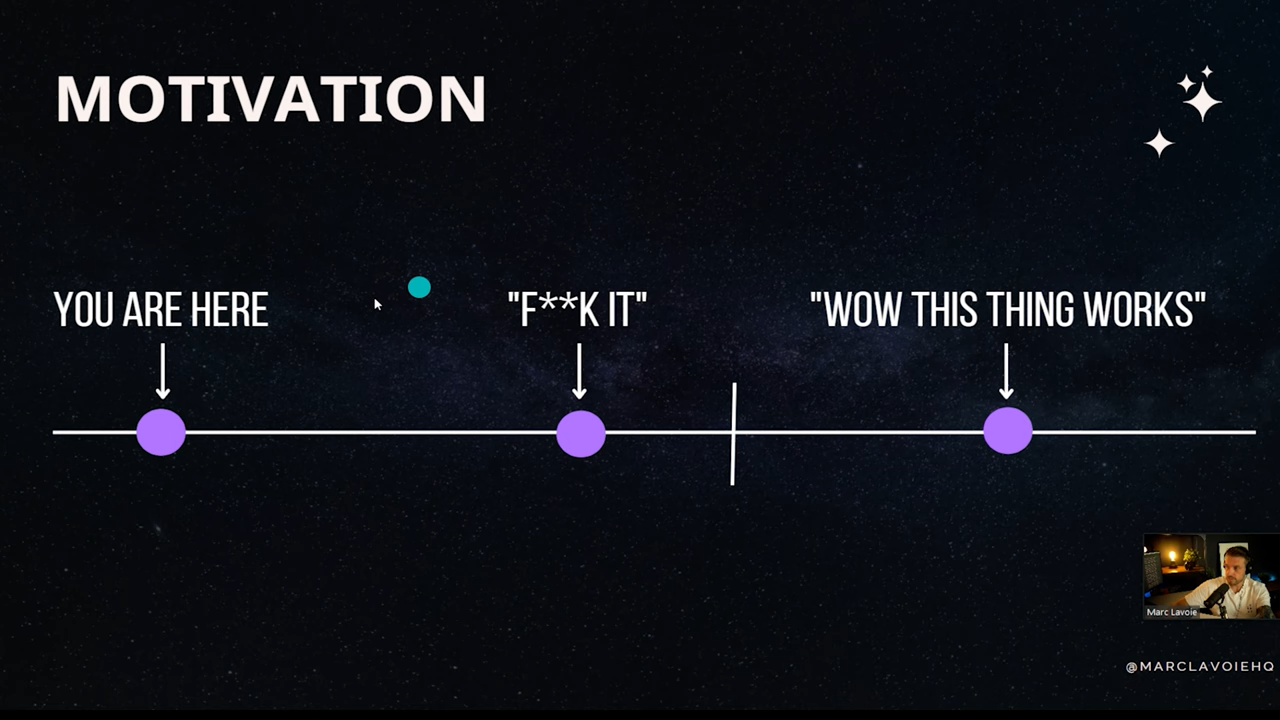 MOTIVATION
YOU ARE HERE
"F**K IT"
"WOW THIS THING WORKS"
Marc Lavoie
@MARCLAVOIEHQ